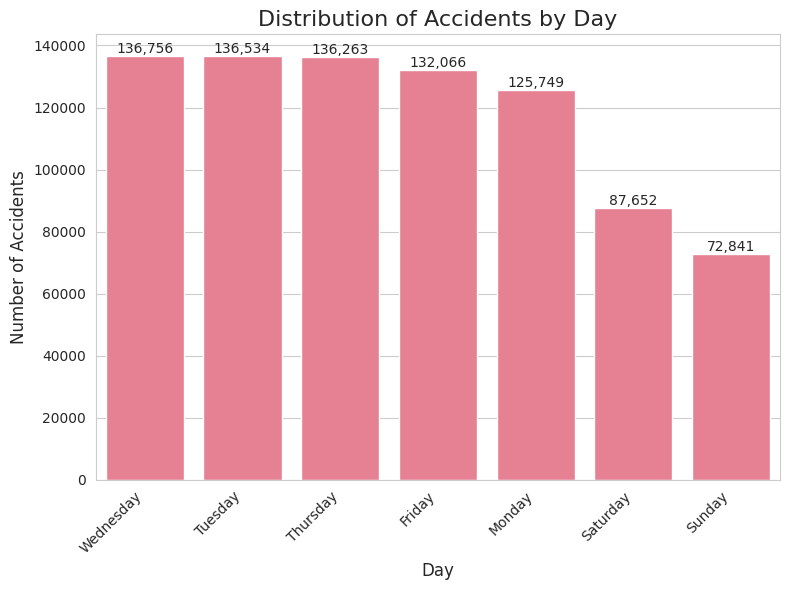 Distribution of Accidents by Day
Number of Accidents
140000
120000
100000
80000
60000
40000
20000
0
136,756
136,534
136,263
132,066
125,749
87,652
72,841
Wednesday
Tuesday
Thursday
Friday
Monday
Saturday
Sunday
Day